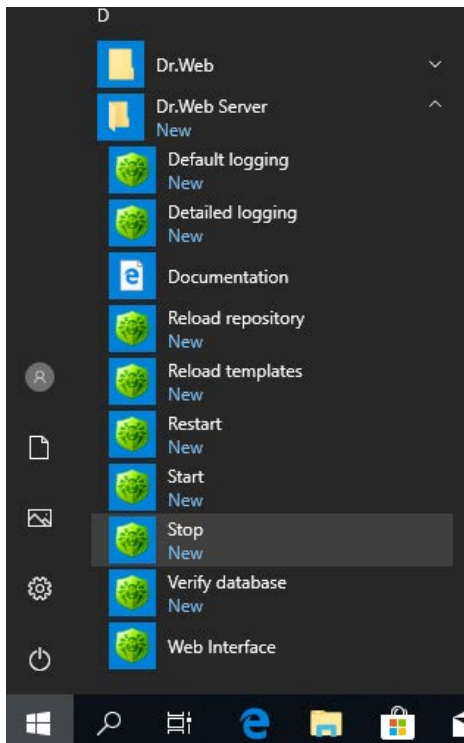 D
Dr.Web
Dr.Web Server
New
Default logging
New
Detailed logging
New
Documentation
Reload repository
New
Reload templates
New
Restart
New
Start
New
Stop
New
Verify database
New
Web Interface